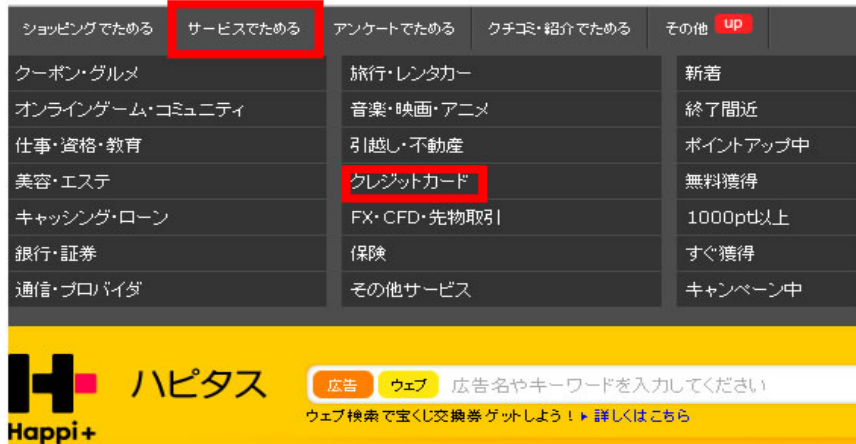 ショッピングでためる サービスでためる アンケートでためる クチコミ・紹介でためる その他 up
クーポン・グルメ 旅行・レンタカー 新着
オンラインゲーム・コミュニティ 音楽・映画・アニメ 終了間近
仕事・資格・教育 引越し・不動産 ポイントアップ中
美容・エステ クレジットカード 無料獲得
キャッシング・ローン FX・CFD・先物取引 1000pt以上
銀行・証券 保険 すぐ獲得
通信・プロバイダ その他サービス キャンペーン中
ハピタス 広告 ウェブ 広告名やキーワードを入力してください
ウェブ検索で宝くじ交換券ゲットしよう！ 詳しくはこちら
Happi+